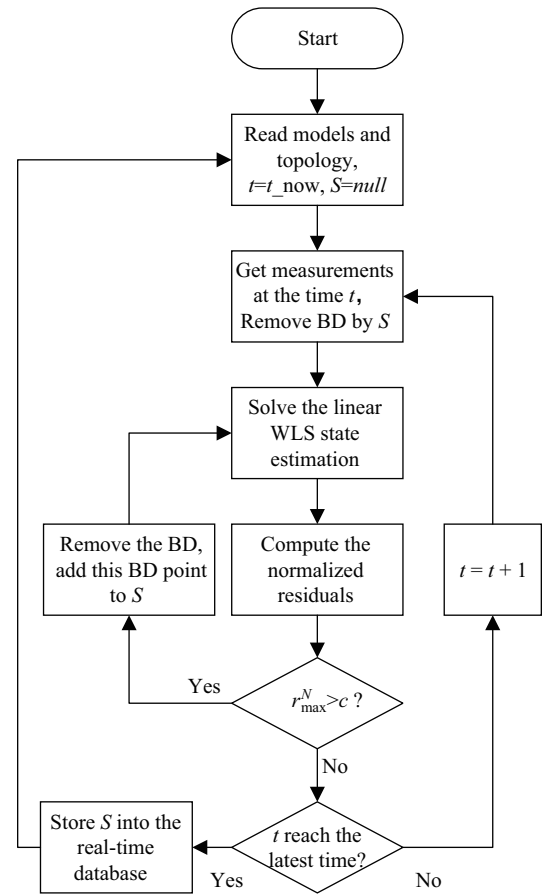 Start
Read models and
topology,
t=t_now, S=null
Get measurements
at the time t,
Remove BD by S
Solve the linear
WLS state
estimation
Remove the BD,
add this BD point
to S
Compute the
normalized
residuals
t = t + 1
Yes
r^N_max>c ?
No
Store S into the
real-time
database
t reach the
latest time?
Yes
No